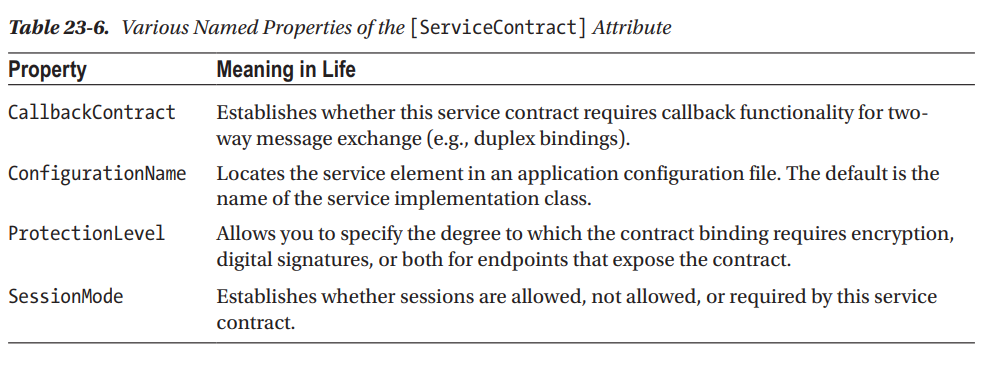 Table 23-6. Various Named Properties of the [ServiceContract] Attribute
Property Meaning in Life
CallbackContract Establishes whether this service contract requires callback functionality for two-
way message exchange (e.g., duplex bindings).
ConfigurationName Locates the service element in an application configuration file. The default is the
name of the service implementation class.
ProtectionLevel Allows you to specify the degree to which the contract binding requires encryption,
digital signatures, or both for endpoints that expose the contract.
SessionMode Establishes whether sessions are allowed, not allowed, or required by this service
contract.